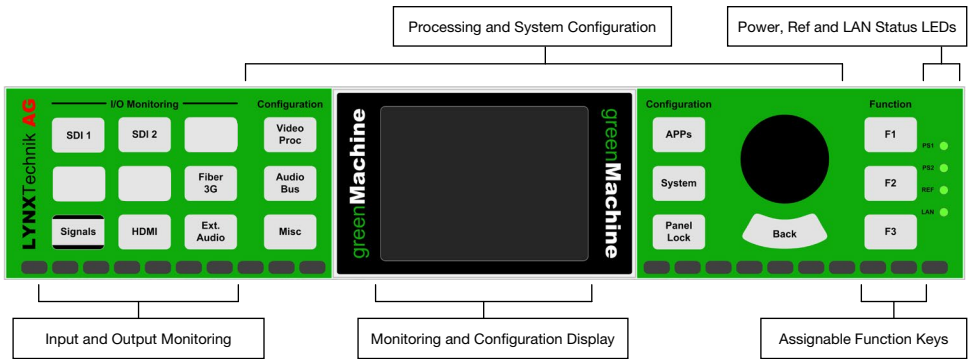 Processing and System Configuration
Power, Ref and LAN Status LEDs
LYNXTechnik AG
I/O Monitoring
Configuration
SDI 1
SDI 2
Video
Proc
Fiber
3G
Audio
Bus
Signals
HDMI
Ext.
Audio
Misc
greenMachine
greenMachine
Configuration
Function
APPs
System
Panel
Lock
Back
F1
F2
F3
PS1
PS2
REF
LAN
Input and Output Monitoring
Monitoring and Configuration Display
Assignable Function Keys